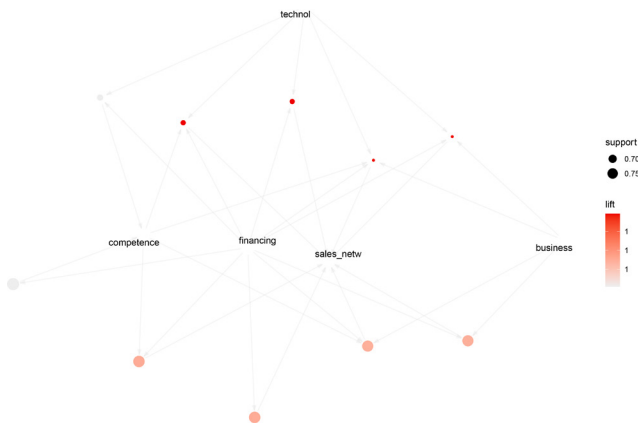 technol
support
0.70
0.75
lift
1
1
1
competence
financing
sales_netw
business